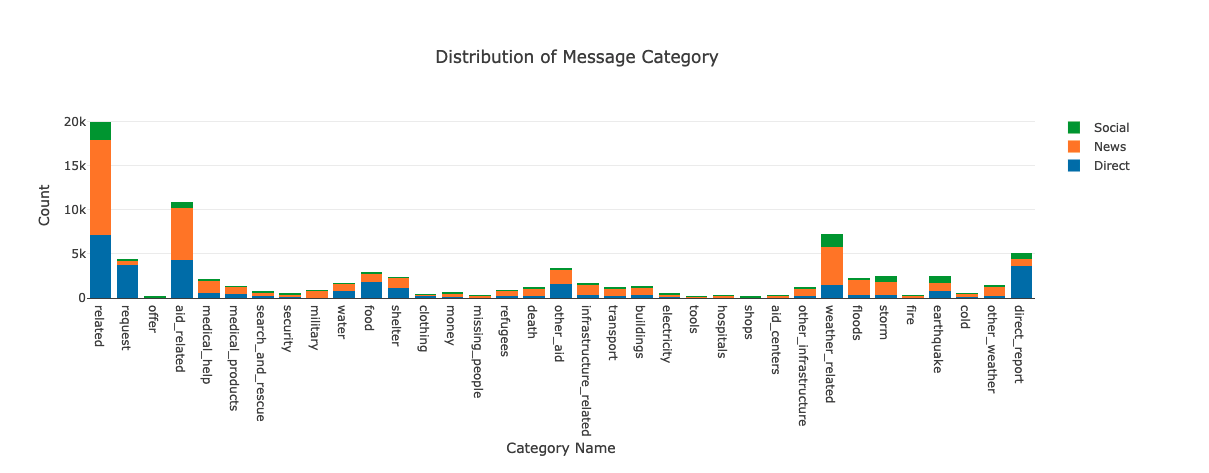 Distribution of Message Category
20k
15k
10k
5k
0
Count
related
request
offer
aid_related
medical_help
medical_products
search_and_rescue
security
military
water
food
shelter
clothing
money
missing_people
refugees
death
other_aid
infrastructure_related
transport
buildings
electricity
tools
hospitals
shops
aid_centers
other_infrastructure
weather_related
floods
storm
fire
earthquake
cold
other_weather
direct_report
Category Name
Social
News
Direct